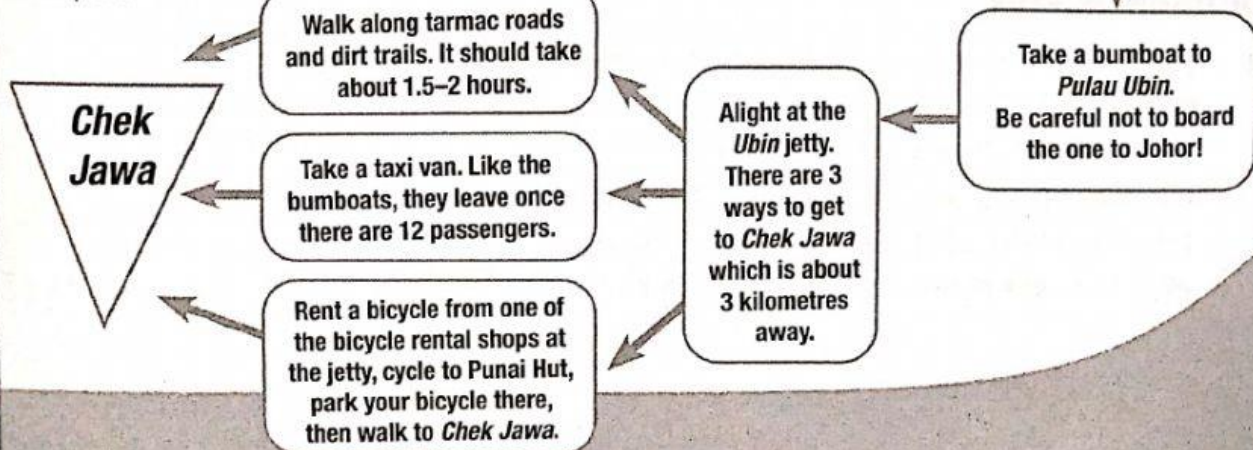 Take a bumboat to
Pulau Ubin.
Be careful not to board
the one to Johor!
Alight at the
Ubin jetty.
There are 3
ways to get
to Chek Jawa
which is about
3 kilometres
away.
Walk along tarmac roads
and dirt trails. It should take
about 1.5–2 hours.
Take a taxi van. Like the
bumboats, they leave once
there are 12 passengers.
Rent a bicycle from one of
the bicycle rental shops at
the jetty, cycle to Punai Hut,
park your bicycle there,
then walk to Chek Jawa.
Chek
Jawa